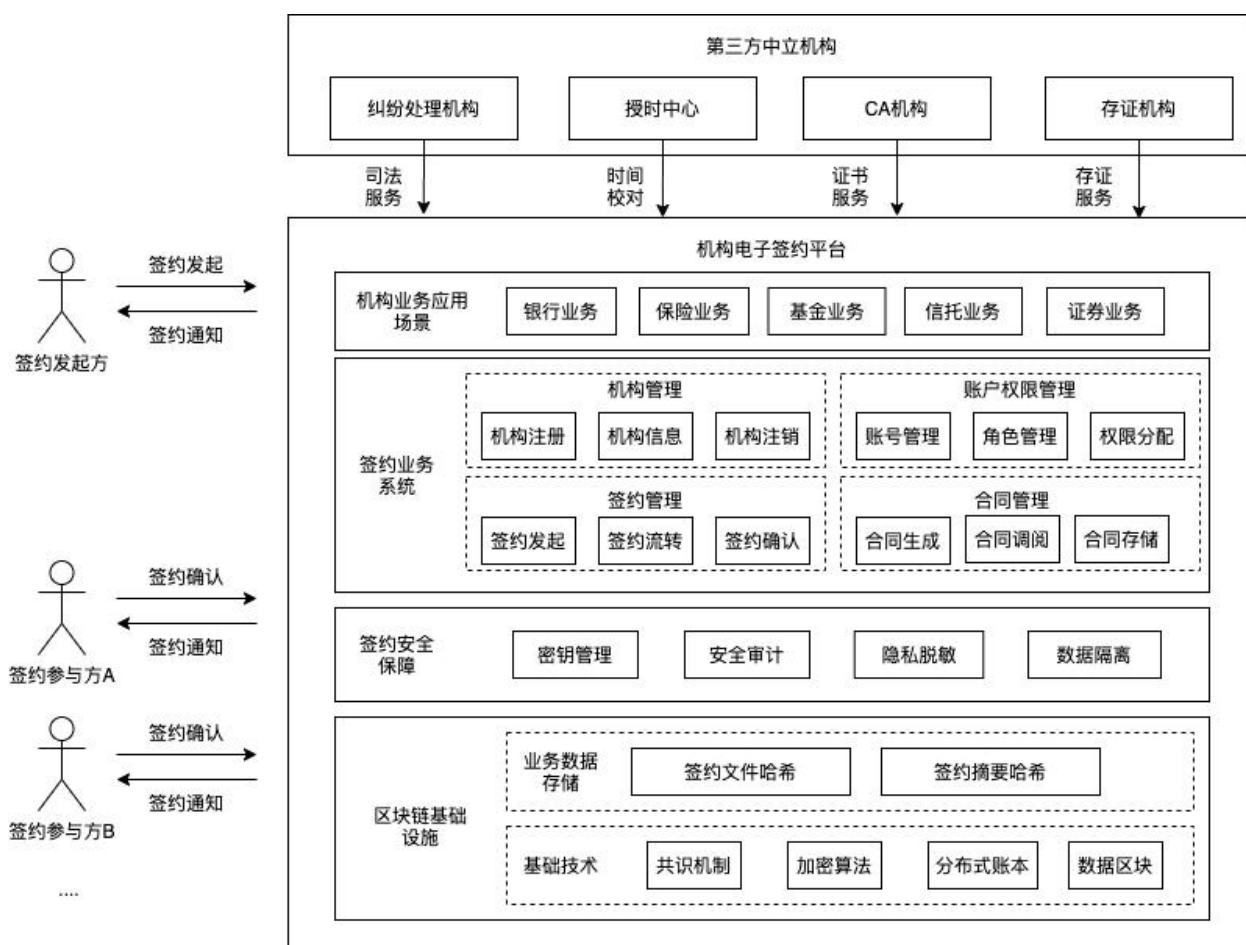 第三方中立机构
纠纷处理机构
授时中心
CA机构
存证机构
司法
服务
时间
校对
证书
服务
存证
服务
机构电子签约平台
签约发起
签约通知
签约发起方
机构业务应用
场景
银行业务
保险业务
基金业务
信托业务
证券业务
签约业务
系统
机构管理
机构注册
机构信息
机构注销
账户权限管理
账号管理
角色管理
权限分配
签约管理
签约发起
签约流转
签约确认
合同管理
合同生成
合同调阅
合同存储
签约确认
签约通知
签约参与方A
签约安全
保障
密钥管理
安全审计
隐私脱敏
数据隔离
签约确认
签约通知
签约参与方B
....
区块链基础
设施
业务数据
存储
签约文件哈希
签约摘要哈希
基础技术
共识机制
加密算法
分布式账本
数据区块